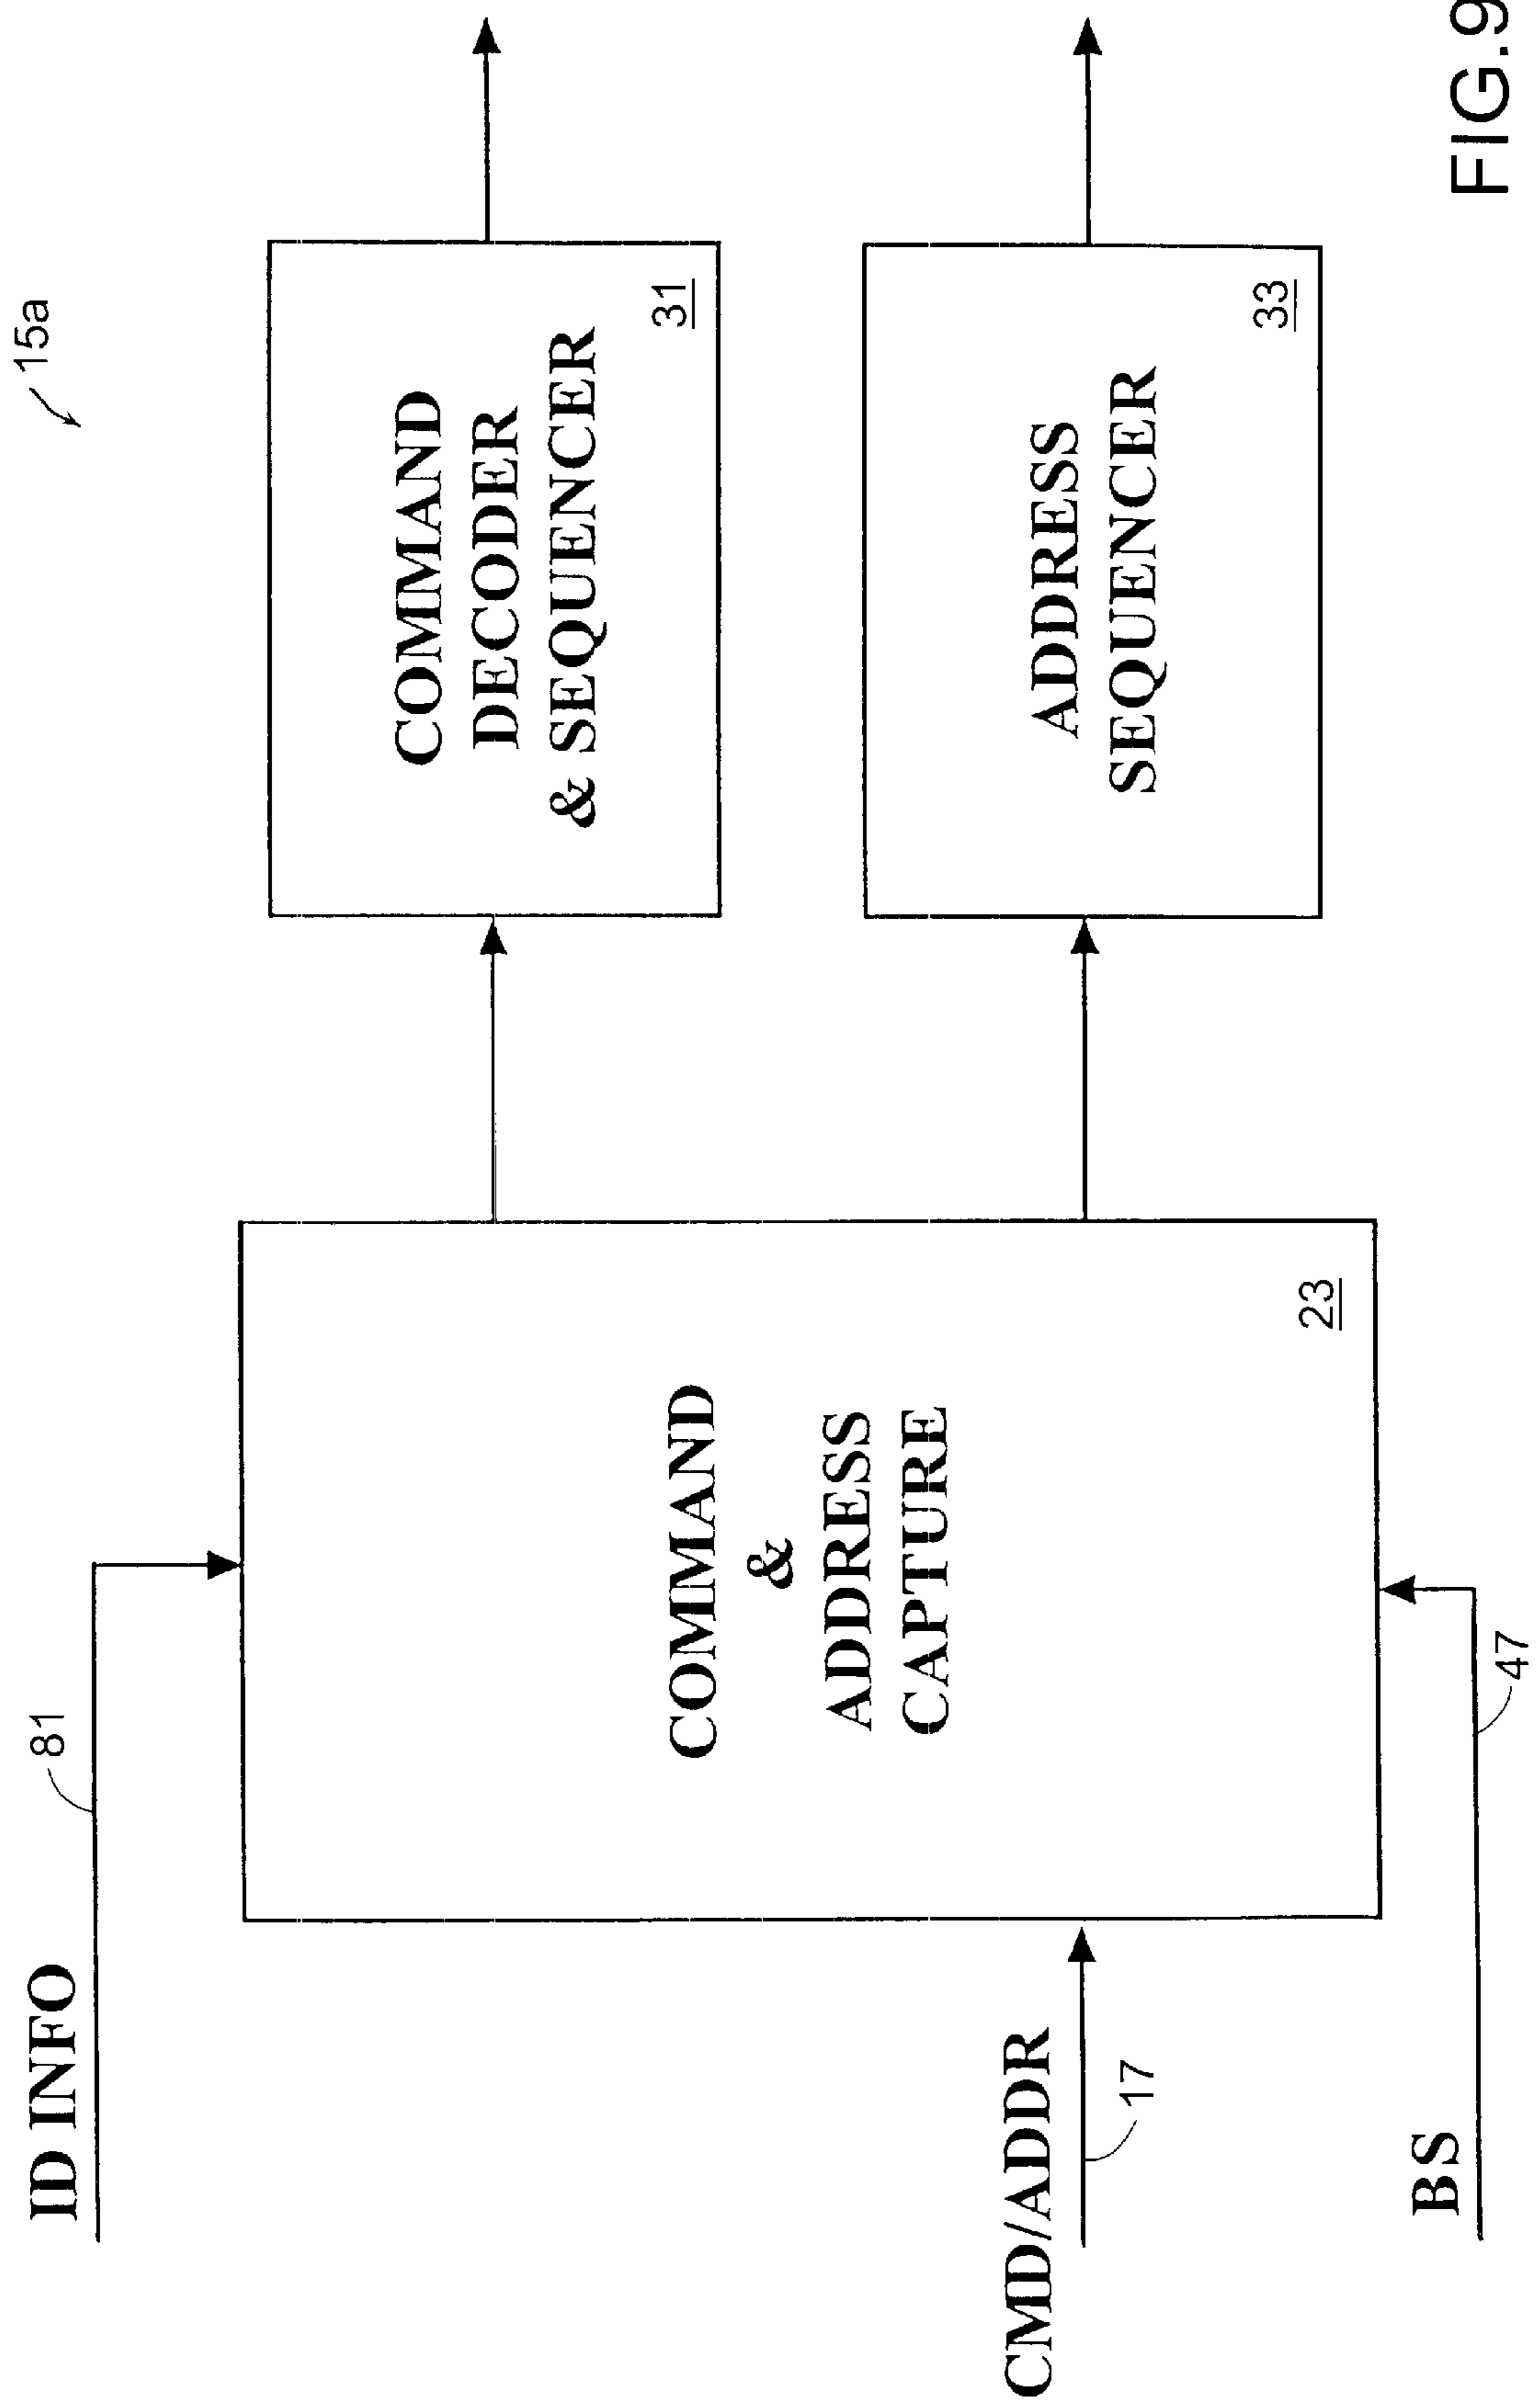 15a
ID INFO
81
COMMAND
&
ADDRESS
CAPTURE
23
CMD/ADDR
17
BS
47
COMMAND
DECODER
& SEQUENCER
31
ADDRESS
SEQUENCER
33
FIG.9